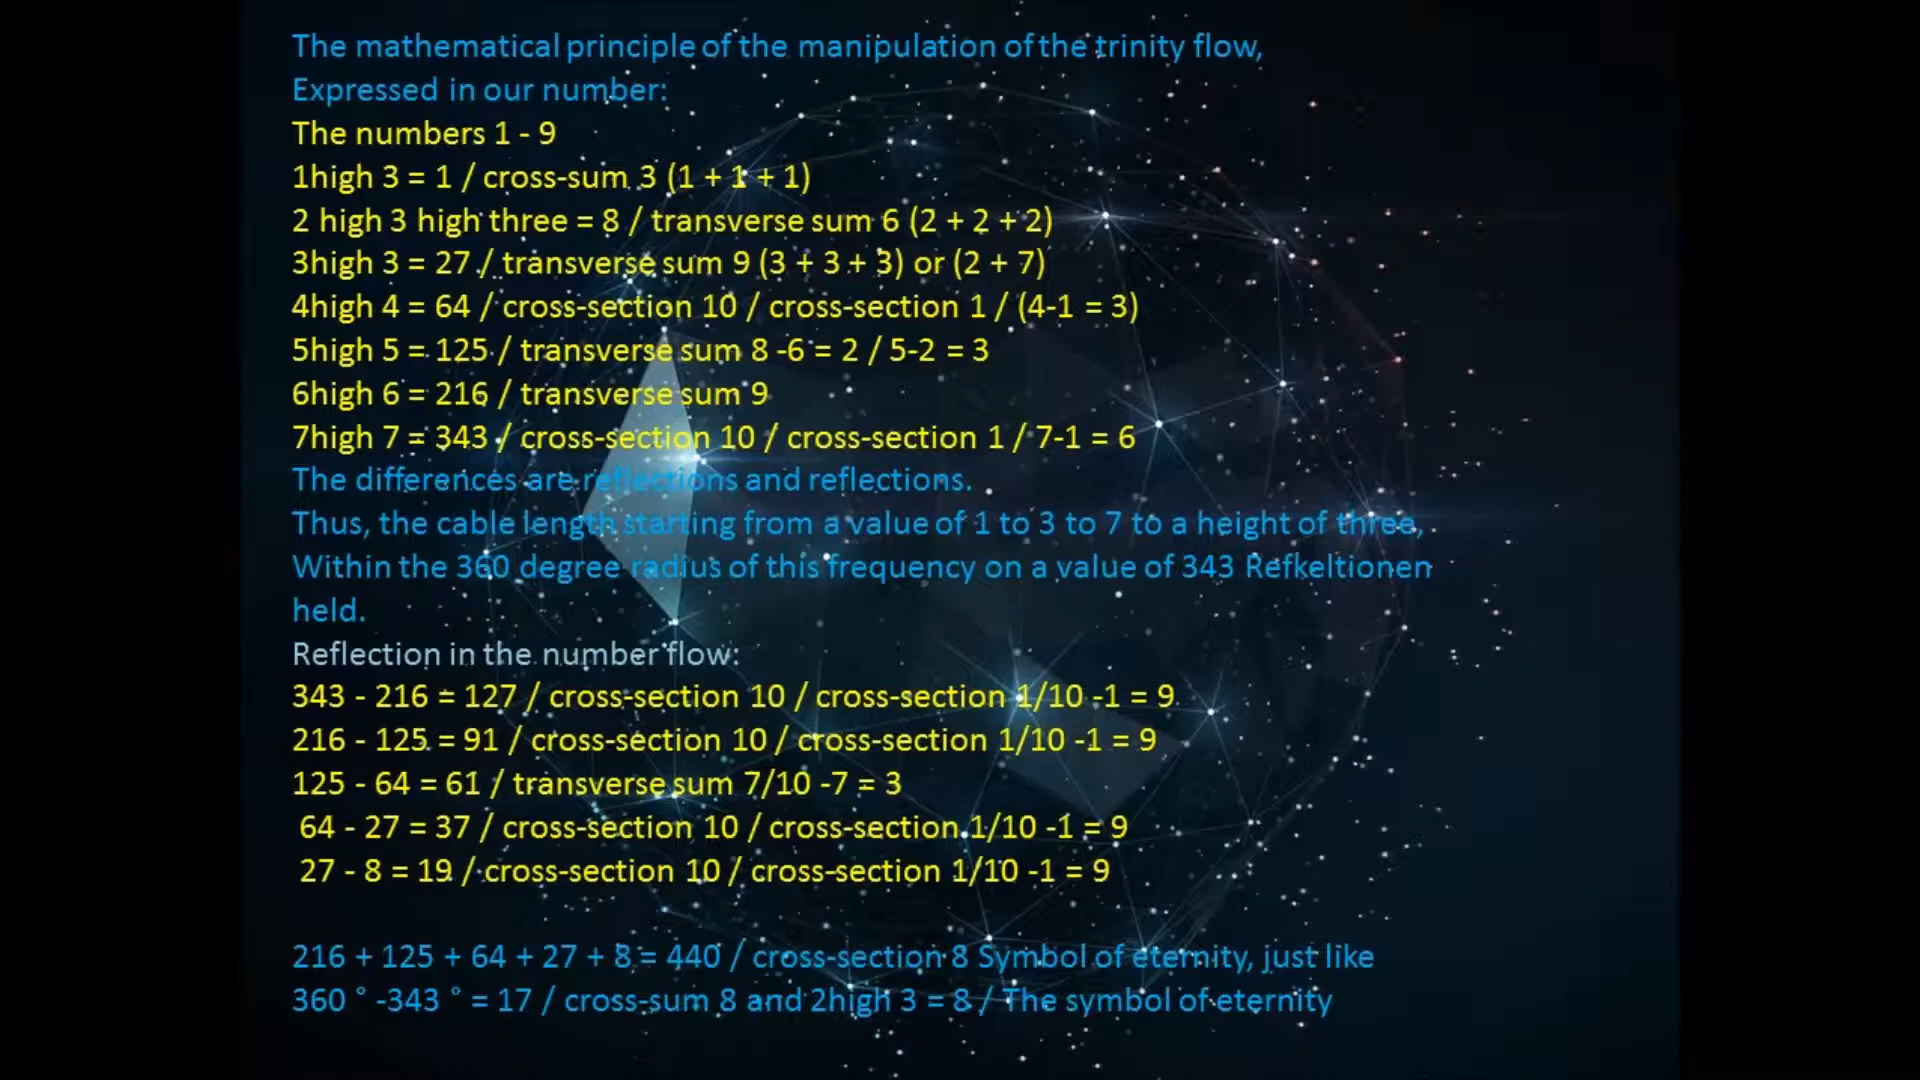 The mathematical principle of the manipulation of the trinity flow,
Expressed in our number:
The numbers 1 - 9
1high 3 = 1 / cross-sum 3 (1 + 1 + 1)
2 high 3 high three = 8 / transverse sum 6 (2 + 2 + 2)
3high 3 = 27 / transverse sum 9 (3 + 3 + 3) or (2 + 7)
4high 4 = 64 / cross-section 10 / cross-section 1 / (4-1 = 3)
5high 5 = 125 / transverse sum 8 -6 = 2 / 5-2 = 3
6high 6 = 216 / transverse sum 9
7high 7 = 343 / cross-section 10 / cross-section 1 / 7-1 = 6
The differences are reflections and reflections.
Thus, the cable length starting from a value of 1 to 3 to 7 to a height of three,
Within the 360 degree radius of this frequency on a value of 343 Refkeltionen
held.
Reflection in the number flow:
343 - 216 = 127 / cross-section 10 / cross-section 1/10 -1 = 9
216 - 125 = 91 / cross-section 10 / cross-section 1/10 -1 = 9
125 - 64 = 61 / transverse sum 7/10 -7 = 3
64 - 27 = 37 / cross-section 10 / cross-section 1/10 -1 = 9
27 - 8 = 19 / cross-section 10 / cross-section 1/10 -1 = 9
216 + 125 + 64 + 27 + 8 = 440 / cross-section 8 Symbol of eternity, just like
360 ° -343 ° = 17 / cross-sum 8 and 2high 3 = 8 / The symbol of eternity